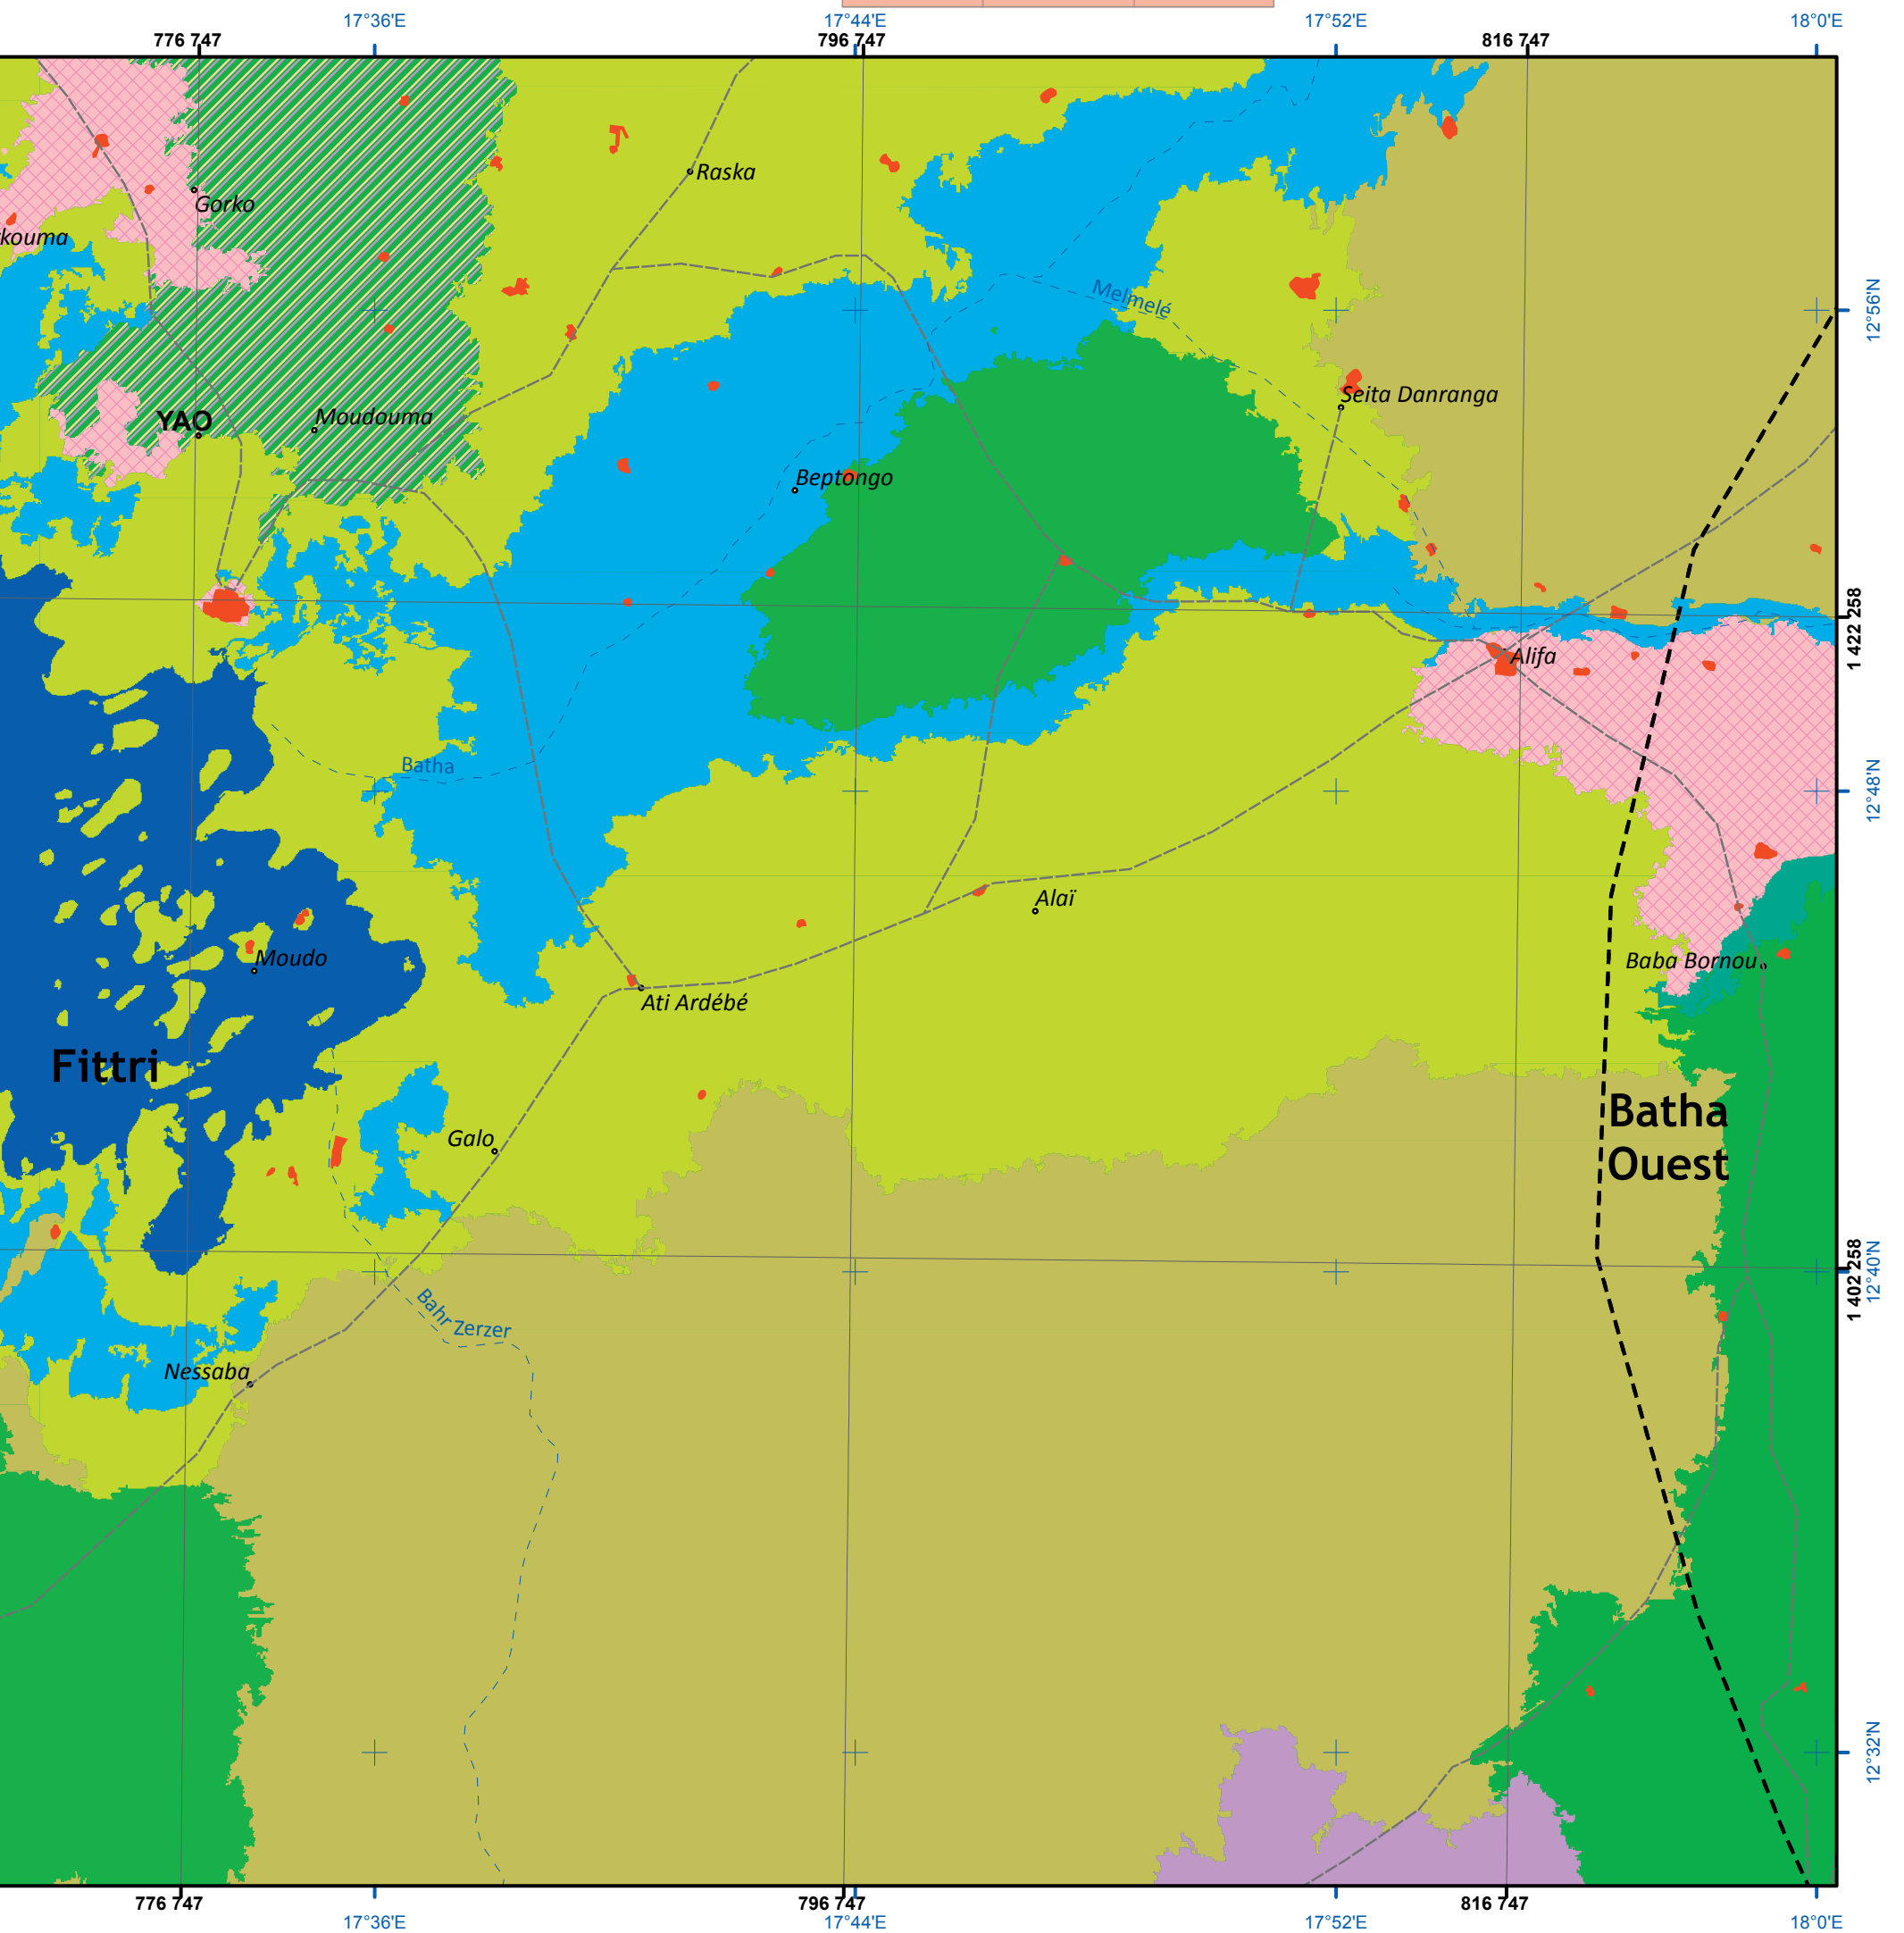 17°36'E 17°44'E 17°52'E 18°0'E
776 747 796 747 816 747
Raska
Gorko
kouma
Melmelé
12°56'N
Seita Danranga
YAO
Moudouma
Beptongo
1 422 258
Alifa
Batha
12°48'N
Alaï
Moudo
Baba Bornou
Ati Ardébé
Fittri
Batha
Ouest
Galo
1 402 258
12°40'N
Bahr Zerzer
Nessaba
12°32'N
776 747 796 747 816 747
17°36'E 17°44'E 17°52'E 18°0'E